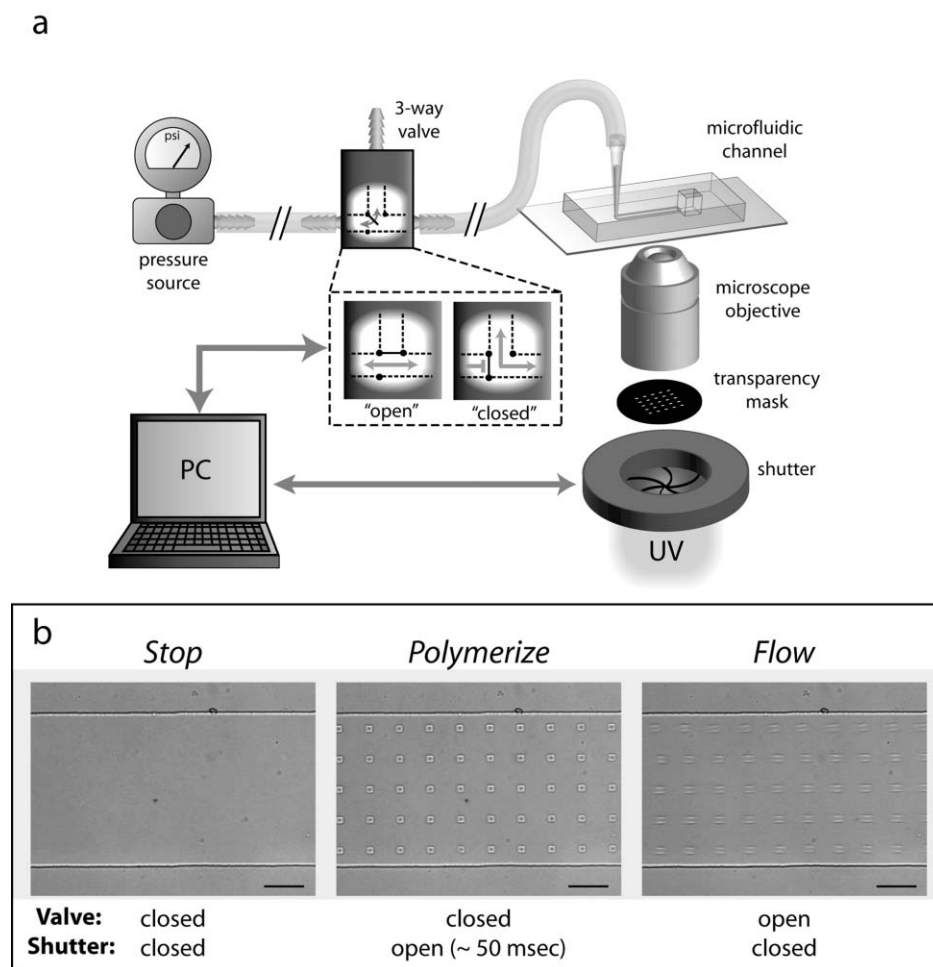 a
psi
3-way
valve
microfluidic
channel
pressure
source
microscope
objective
"open"
"closed"
transparency
mask
PC
shutter
UV
b
Stop
Polymerize
Flow
Valve: closed closed open
Shutter: closed open (~ 50 msec) closed